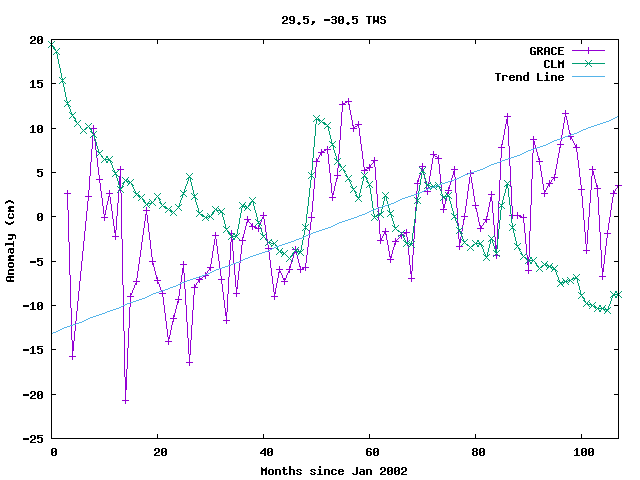 29.5, -30.5 TWS
GRACE
CLM
Trend Line
20
15
10
5
0
-5
-10
-15
-20
-25
Anomaly (cm)
0 20 40 60 80 100
Months since Jan 2002